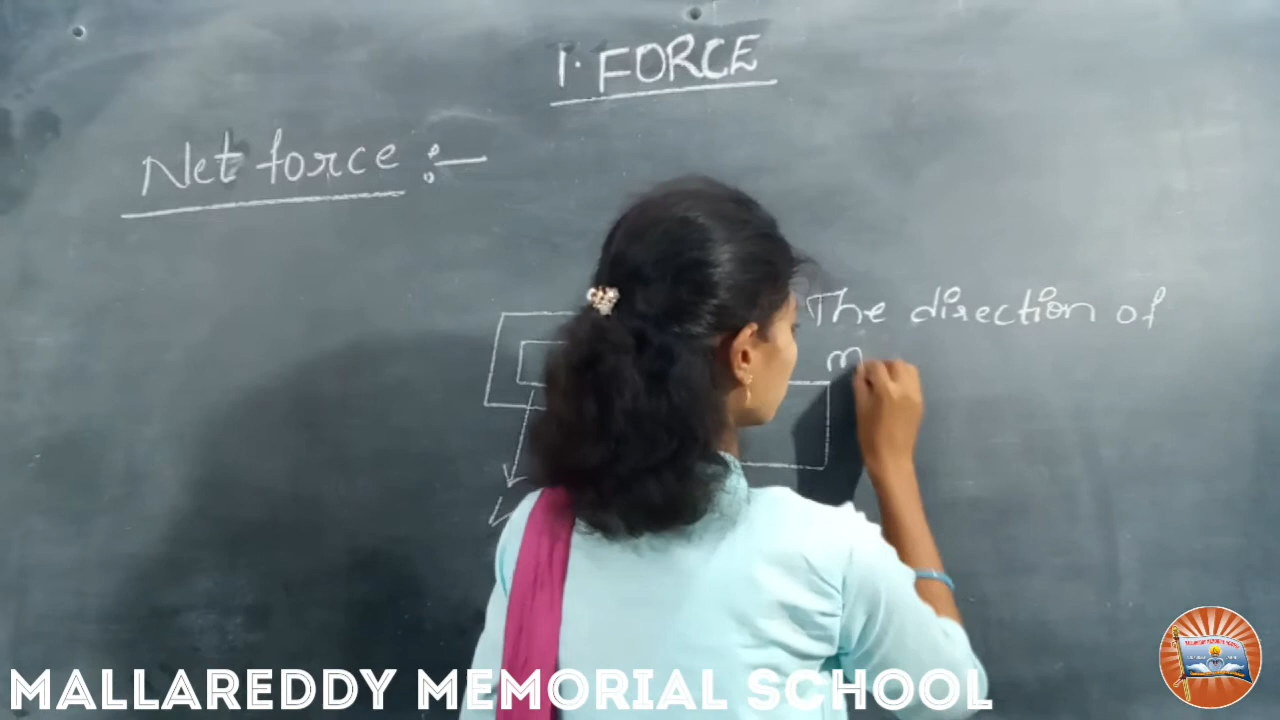 1. FORCE
Net force :-
The direction of
m
MALLAREDDY MEMORIAL SCHOOL